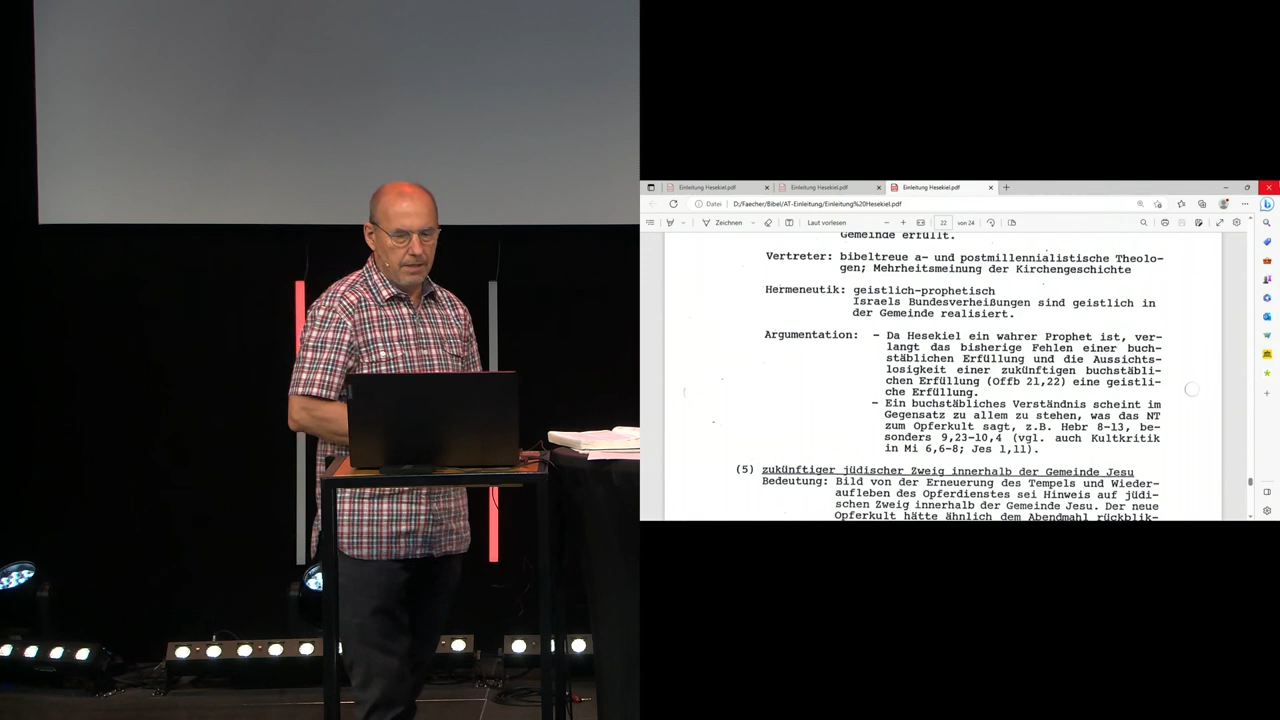 Einleitung Hesekiel.pdf
Einleitung Hesekiel.pdf
Einleitung Hesekiel.pdf
Datei D:/Faecher/Bibel/AT-Einleitung/Einleitung%20Hesekiel.pdf
Zeichnen Laut vorlesen 22 von 24
Gemeinde erfüllt.
Vertreter: bibeltreue a- und postmillennialistische Theolo-
gen; Mehrheitsmeinung der Kirchengeschichte
Hermeneutik: geistlich-prophetisch
Israels Bundesverheißungen sind geistlich in
der Gemeinde realisiert.
Argumentation: - Da Hesekiel ein wahrer Prophet ist, ver-
langt das bisherige Fehlen einer buch-
stäblichen Erfüllung und die Aussichts-
losigkeit einer zukünftigen buchstäbli-
chen Erfüllung (Offb 21,22) eine geistli-
che Erfüllung.
- Ein buchstäbliches Verständnis scheint im
Gegensatz zu allem zu stehen, was das NT
zum Opferkult sagt, z.B. Hebr 8-13, be-
sonders 9,23-10,4 (vgl. auch Kultkritik
in Mi 6,6-8; Jes 1,11).
(5) zukünftiger jüdischer Zweig innerhalb der Gemeinde Jesu
Bedeutung: Bild von der Erneuerung des Tempels und Wieder-
aufleben des Opferdienstes sei Hinweis auf jüdi-
schen Zweig innerhalb der Gemeinde Jesu. Der neue
Opferkult hätte ähnlich dem Abendmahl rückblik-